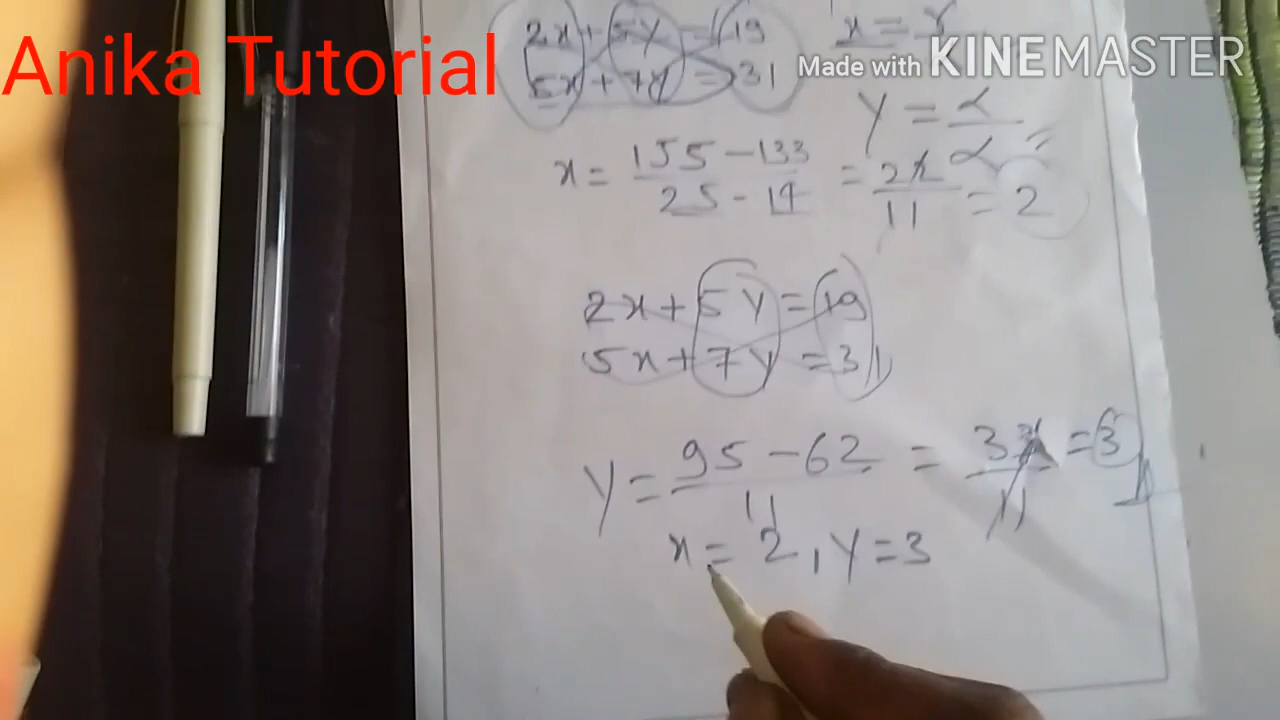 Anika Tutorial
Made with KINEMASTER
2x + 5y = 19
5x + 7y = 31
x = 155 - 133 / 25 - 14 = 22 / 11 = 2
2x + 5y = 19
5x + 7y = 31
y = 95 - 62 / 11 = 33 / 11 = 3
x = 2, y = 3